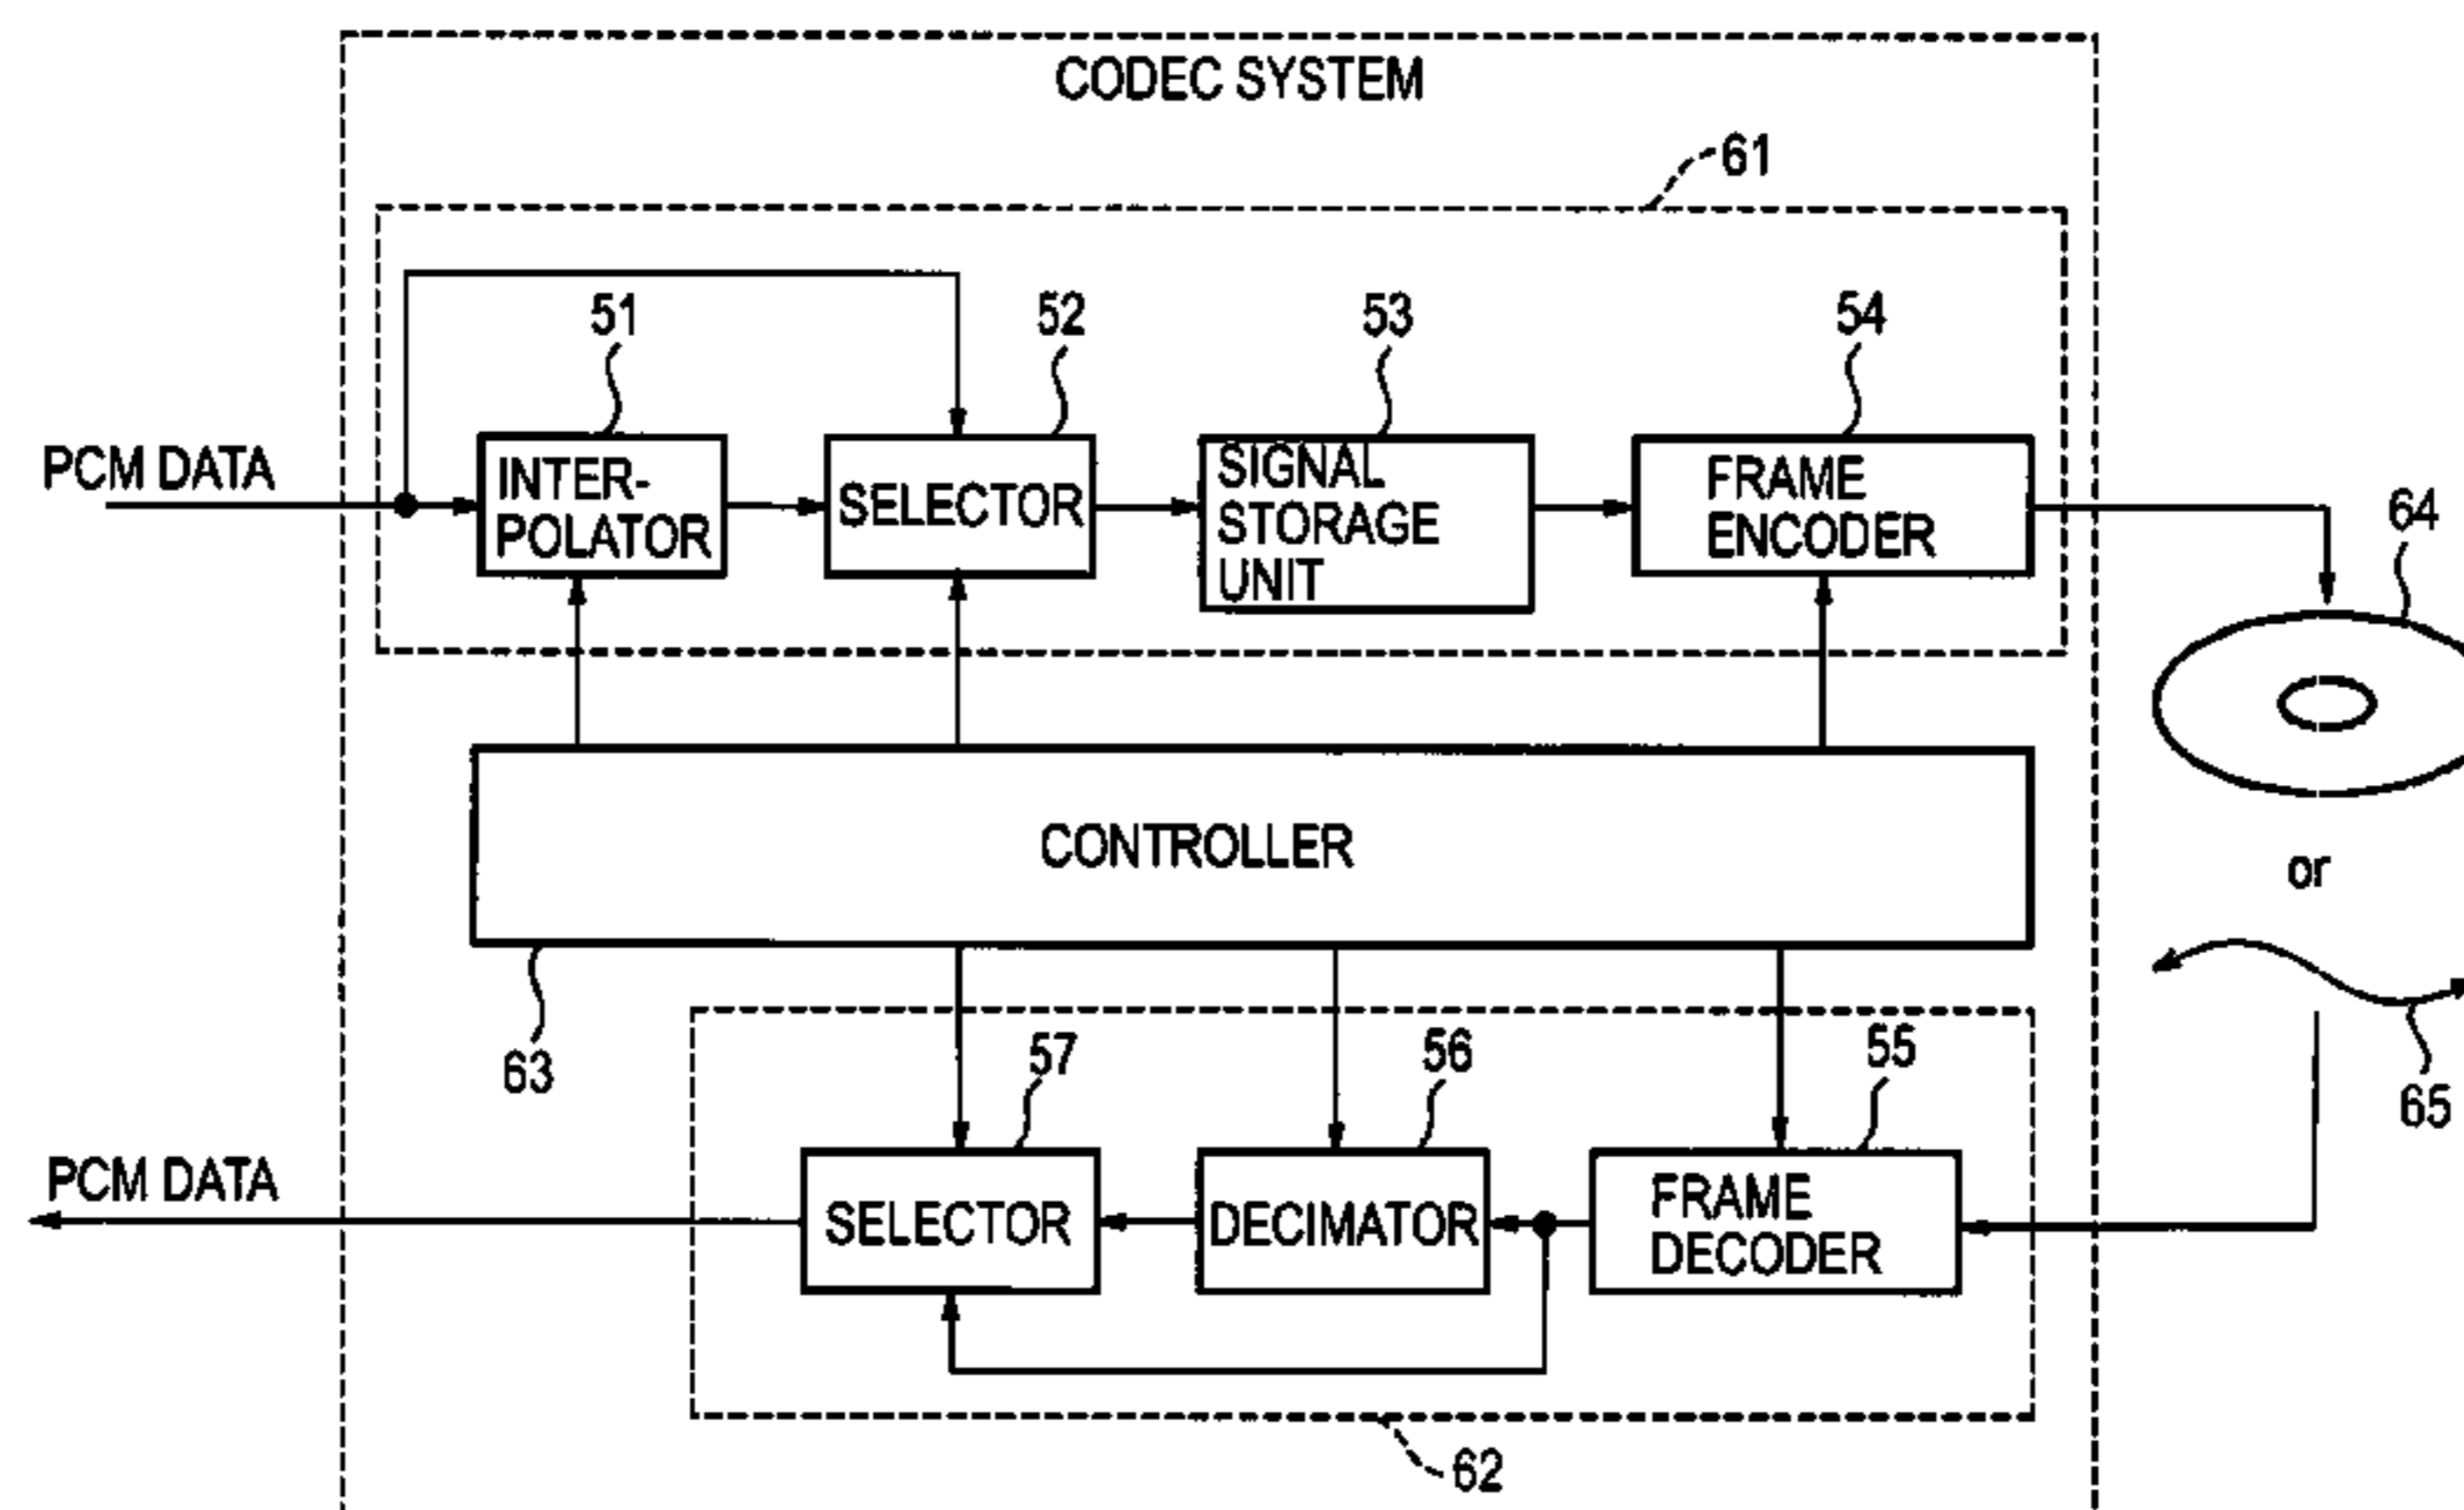 CODEC SYSTEM
61
51
52
53
54
PCM DATA
INTER-
POLATOR
SELECTOR
SIGNAL
STORAGE
UNIT
FRAME
ENCODER
64
CONTROLLER
or
63
57
56
55
65
PCM DATA
SELECTOR
DECIMATOR
FRAME
DECODER
62